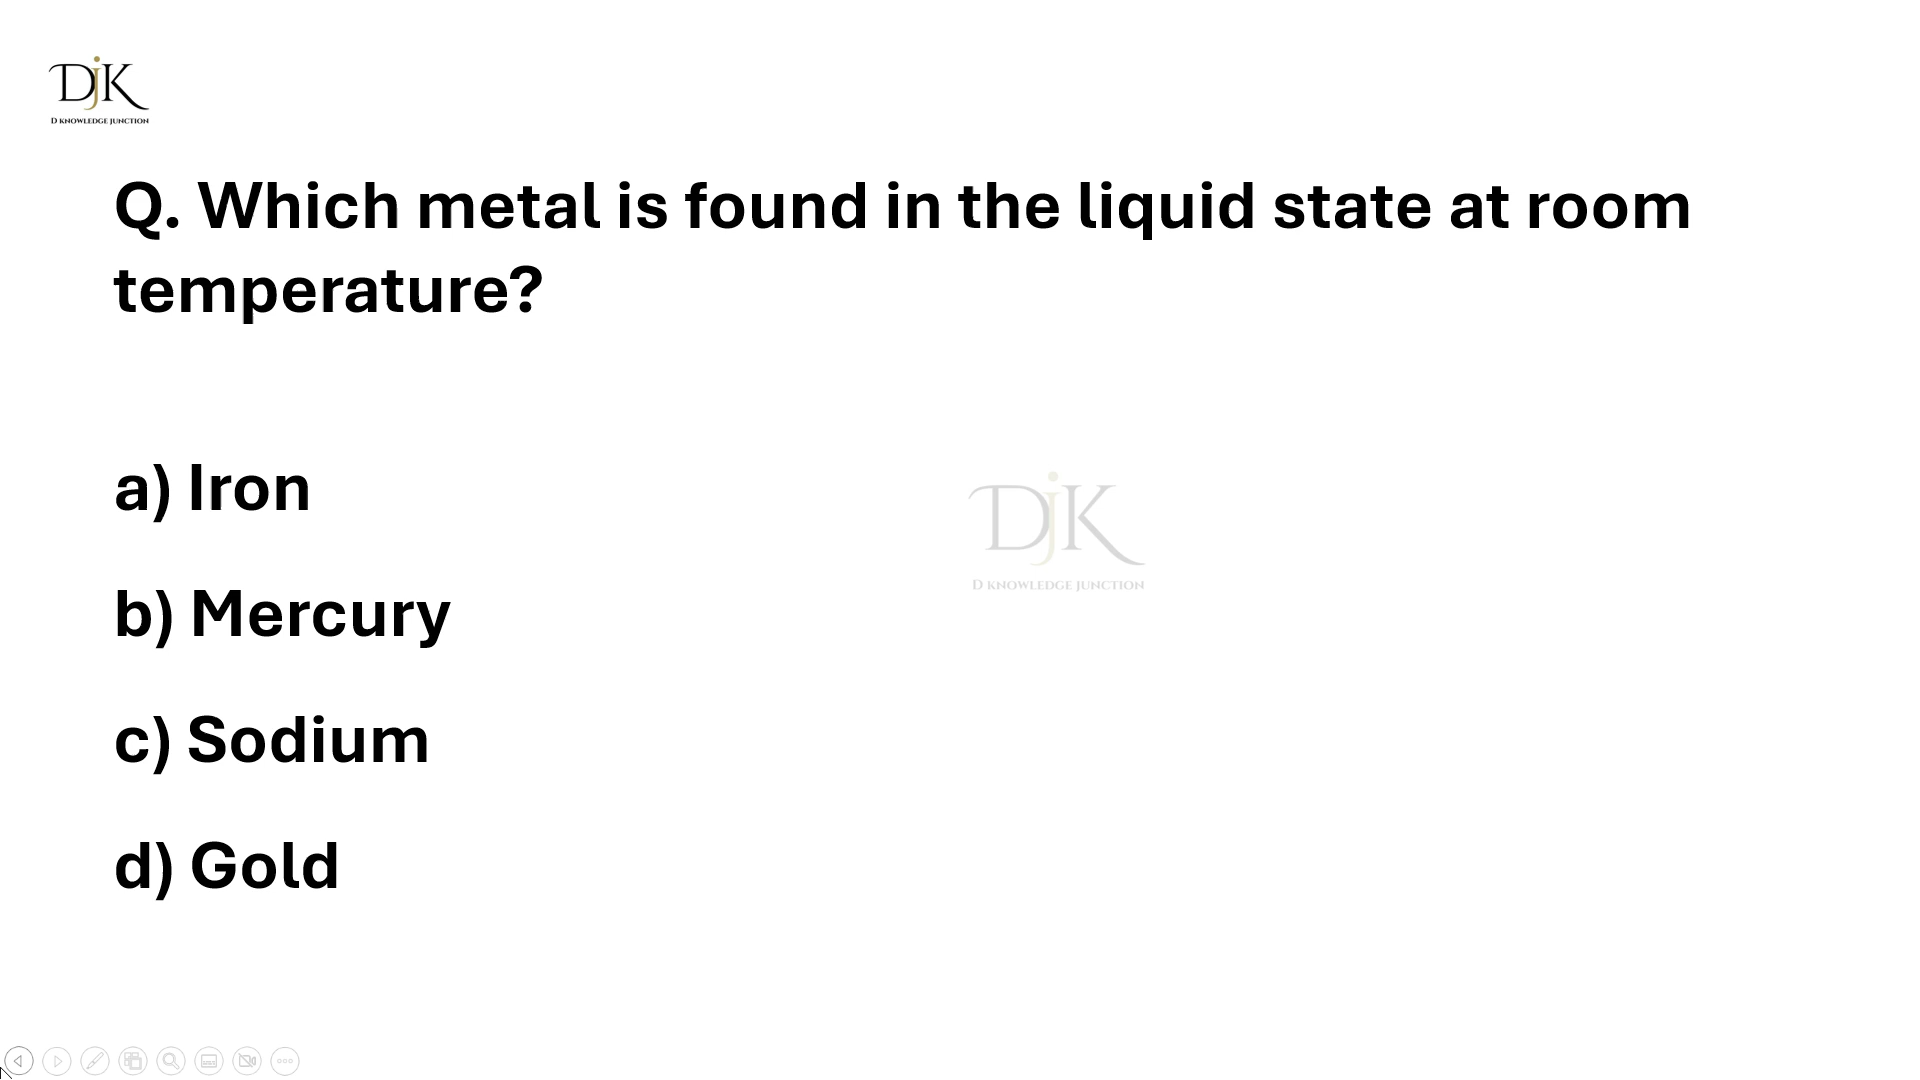 DjK
D KNOWLEDGE JUNCTION
Q. Which metal is found in the liquid state at room
temperature?
a) Iron
DjK
D KNOWLEDGE JUNCTION
b) Mercury
c) Sodium
d) Gold